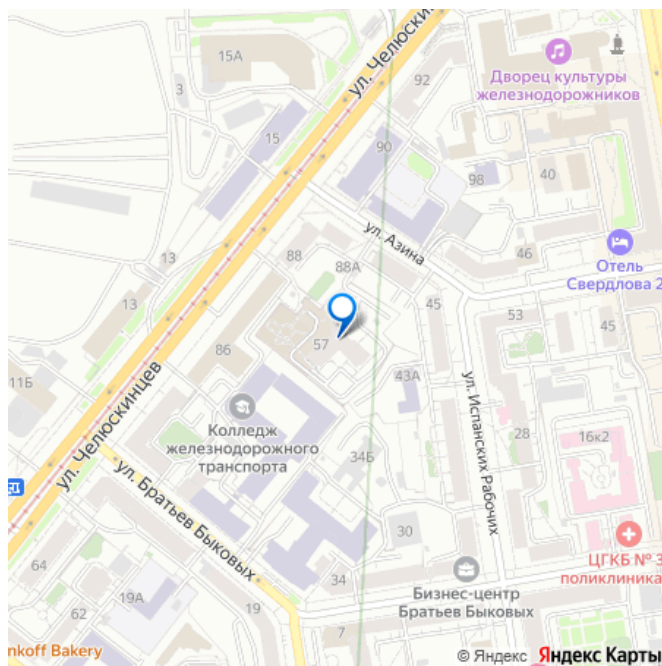 15А
3
ул. Челюскин
92
Дворец культуры
железнодорожников
15
90
98
40
ул. Азина
13
88
88А
46
Отель
Свердлова 2
13
45
53
45
57
86
43А
11Б
ул. Челюскинцев
Колледж
железнодорожного
транспорта
ул. Испанских Рабочих
28
16к2
34Б
ул. Братьев Быковых
30
ЦГКБ № 3
поликлиника
64
34
Бизнес-центр
Братьев Быковых
19А
62
19
7
nkoff Bakery
© Яндекс Яндекс Карты